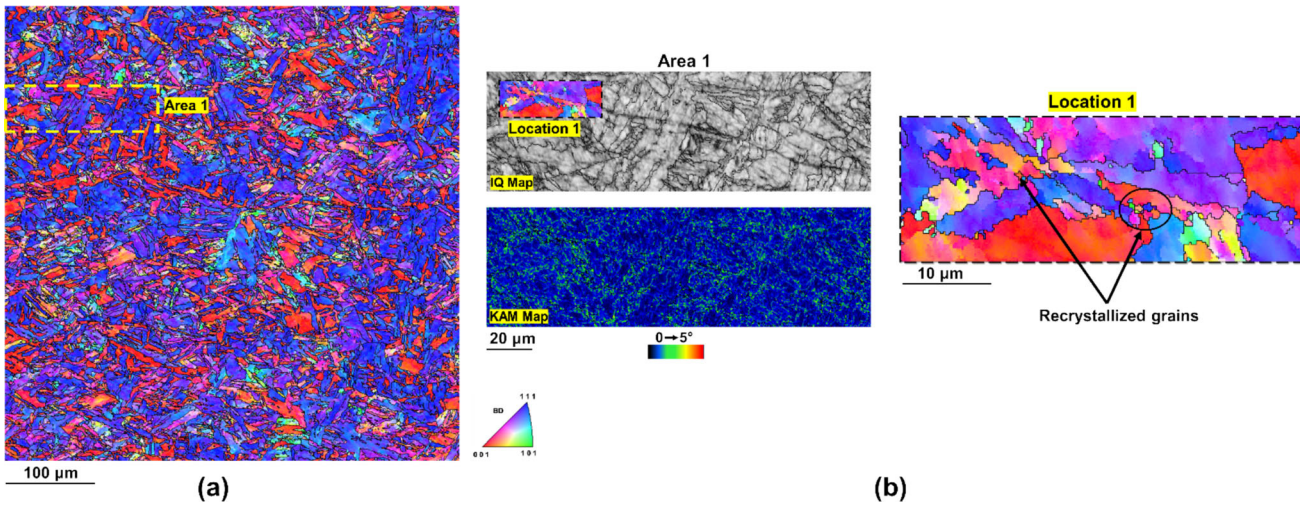 Area 1
100 µm
(a)
Area 1
Location 1
IQ Map
KAM Map
20 µm
0→5°
BD
1 1 1
0 0 1
1 0 1
Location 1
10 µm
Recrystallized grains
(b)